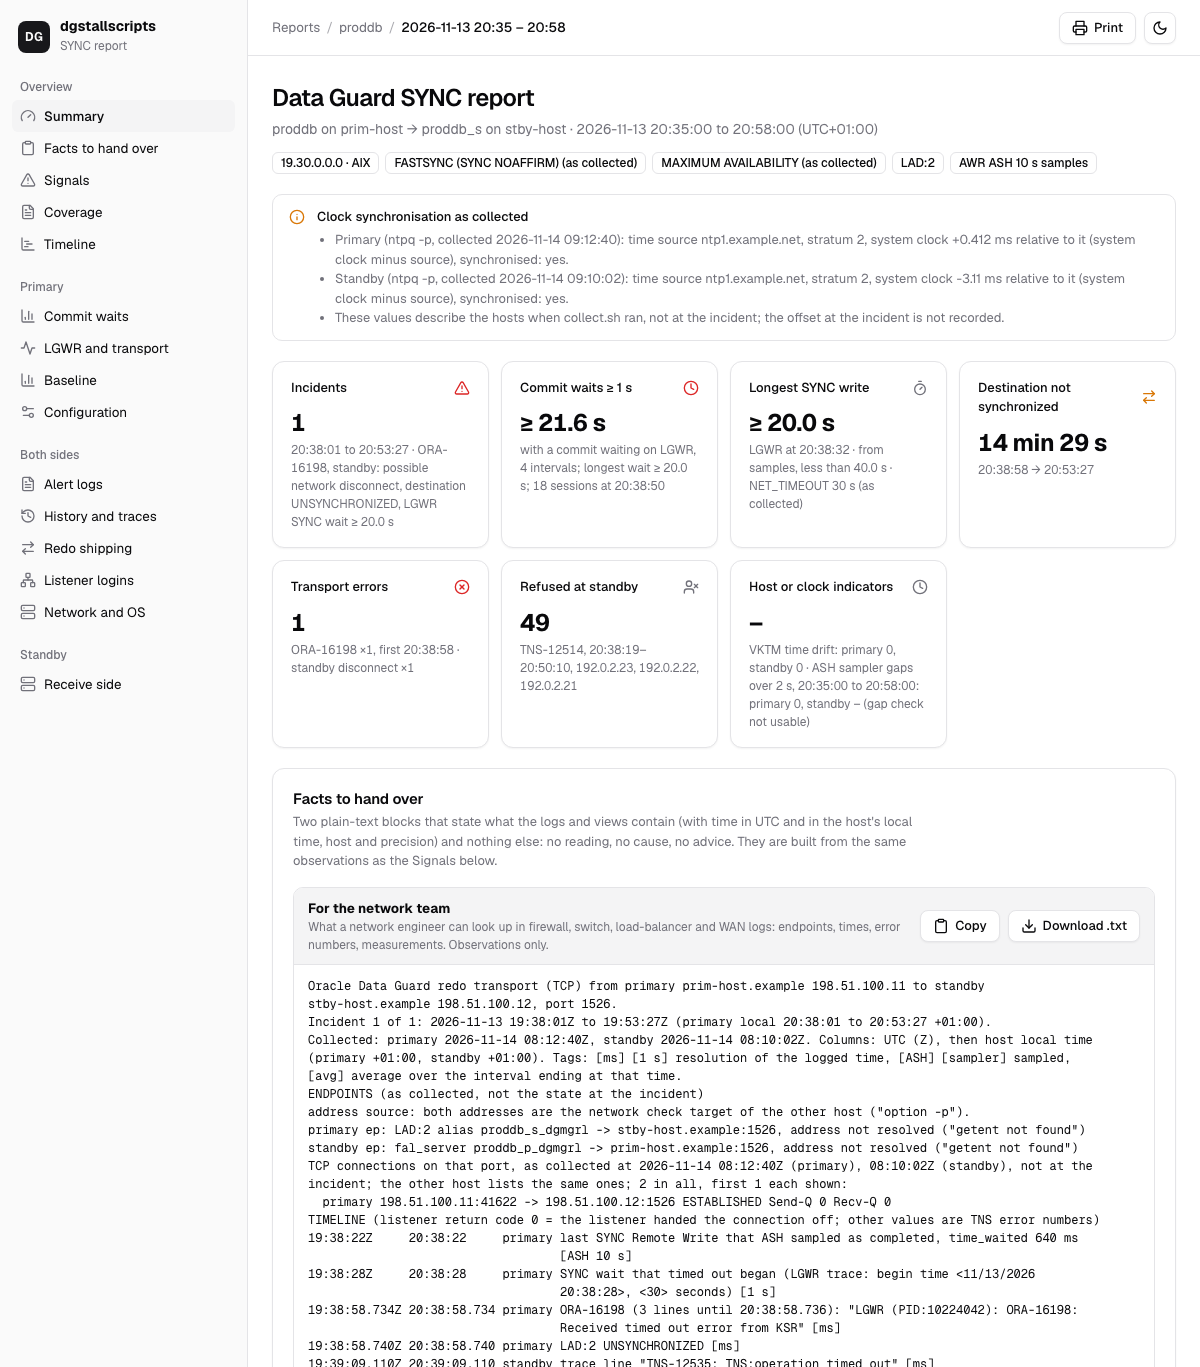 DG
dgstallscripts
SYNC report
Overview
Summary
Facts to hand over
Signals
Coverage
Timeline
Primary
Commit waits
LGWR and transport
Baseline
Configuration
Both sides
Alert logs
History and traces
Redo shipping
Listener logins
Network and OS
Standby
Receive side
Reports / proddb / 2026-11-13 20:35 – 20:58
Print
Data Guard SYNC report
proddb on prim-host → proddb_s on stby-host · 2026-11-13 20:35:00 to 20:58:00 (UTC+01:00)
19.30.0.0.0 · AIX
FASTSYNC (SYNC NOAFFIRM) (as collected)
MAXIMUM AVAILABILITY (as collected)
LAD:2
AWR ASH 10 s samples
Clock synchronisation as collected
• Primary (ntpq -p, collected 2026-11-14 09:12:40): time source ntp1.example.net, stratum 2, system clock +0.412 ms relative to it (system
clock minus source), synchronised: yes.
• Standby (ntpq -p, collected 2026-11-14 09:10:02): time source ntp1.example.net, stratum 2, system clock -3.11 ms relative to it (system
clock minus source), synchronised: yes.
• These values describe the hosts when collect.sh ran, not at the incident; the offset at the incident is not recorded.
Incidents
1
20:38:01 to 20:53:27 · ORA-
16198, standby: possible
network disconnect, destination
UNSYNCHRONIZED, LGWR
SYNC wait ≥ 20.0 s
Commit waits ≥ 1 s
≥ 21.6 s
with a commit waiting on LGWR,
4 intervals; longest wait ≥ 20.0
s; 18 sessions at 20:38:50
Longest SYNC write
≥ 20.0 s
LGWR at 20:38:32 · from
samples, less than 40.0 s ·
NET_TIMEOUT 30 s (as
collected)
Destination not
synchronized
14 min 29 s
20:38:58 → 20:53:27
Transport errors
1
ORA-16198 ×1, first 20:38:58 ·
standby disconnect ×1
Refused at standby
49
TNS-12514, 20:38:19–
20:50:10, 192.0.2.23, 192.0.2.22,
192.0.2.21
Host or clock indicators
–
VKTM time drift: primary 0,
standby 0 · ASH sampler gaps
over 2 s, 20:35:00 to 20:58:00:
primary 0, standby – (gap check
not usable)
Facts to hand over
Two plain-text blocks that state what the logs and views contain (with time in UTC and in the host's local
time, host and precision) and nothing else: no reading, no cause, no advice. They are built from the same
observations as the Signals below.
For the network team
What a network engineer can look up in firewall, switch, load-balancer and WAN logs: endpoints, times, error
numbers, measurements. Observations only.
Copy
Download .txt
Oracle Data Guard redo transport (TCP) from primary prim-host.example 198.51.100.11 to standby
stby-host.example 198.51.100.12, port 1526.
Incident 1 of 1: 2026-11-13 19:38:01Z to 19:53:27Z (primary local 20:38:01 to 20:53:27 +01:00).
Collected: primary 2026-11-14 08:12:40Z, standby 2026-11-14 08:10:02Z. Columns: UTC (Z), then host local time
(primary +01:00, standby +01:00). Tags: [ms] [1 s] resolution of the logged time, [ASH] [sampler] sampled,
[avg] average over the interval ending at that time.
ENDPOINTS (as collected, not the state at the incident)
address source: both addresses are the network check target of the other host ("option -p").
primary ep: LAD:2 alias proddb_s_dgmgrl -> stby-host.example:1526, address not resolved ("getent not found")
standby ep: fal_server proddb_p_dgmgrl -> prim-host.example:1526, address not resolved ("getent not found")
TCP connections on that port, as collected at 2026-11-14 08:12:40Z (primary), 08:10:02Z (standby), not at the
incident; the other host lists the same ones; 2 in all, first 1 each shown:
primary 198.51.100.11:41622 -> 198.51.100.12:1526 ESTABLISHED Send-Q 0 Recv-Q 0
TIMELINE (listener return code 0 = the listener handed the connection off; other values are TNS error numbers)
19:38:22Z 20:38:22 primary last SYNC Remote Write that ASH sampled as completed, time_waited 640 ms
[ASH 10 s]
19:38:28Z 20:38:28 primary SYNC wait that timed out began (LGWR trace: begin time <11/13/2026
20:38:28>, <30> seconds) [1 s]
19:38:58.734Z 20:38:58.734 primary ORA-16198 (3 lines until 20:38:58.736): "LGWR (PID:10224042): ORA-16198:
Received timed out error from KSR" [ms]
19:38:58.740Z 20:38:58.740 primary LAD:2 UNSYNCHRONIZED [ms]
19:39:09.110Z 20:39:09.110 standby trace line "TNS-12535: TNS:operation timed out" [ms]